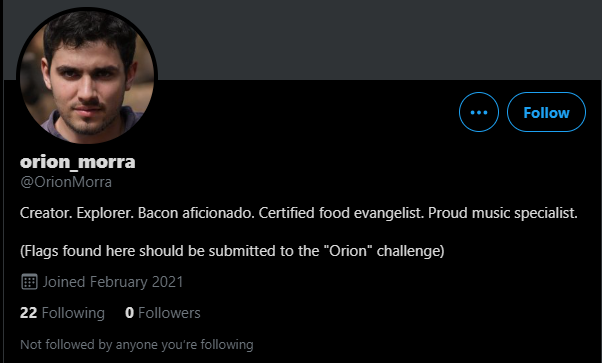 Follow
orion_morra
@OrionMorra
Creator. Explorer. Bacon aficionado. Certified food evangelist. Proud music specialist.
(Flags found here should be submitted to the "Orion" challenge)
Joined February 2021
22 Following 0 Followers
Not followed by anyone you're following